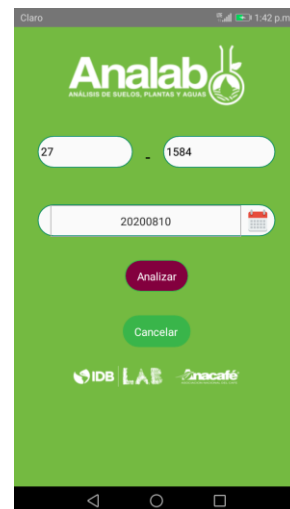 Claro 1:42 p.m
Analab
ANÁLISIS DE SUELOS, PLANTAS Y AGUAS
27 - 1584
20200810
Analizar
Cancelar
IDB LAB Anacafé